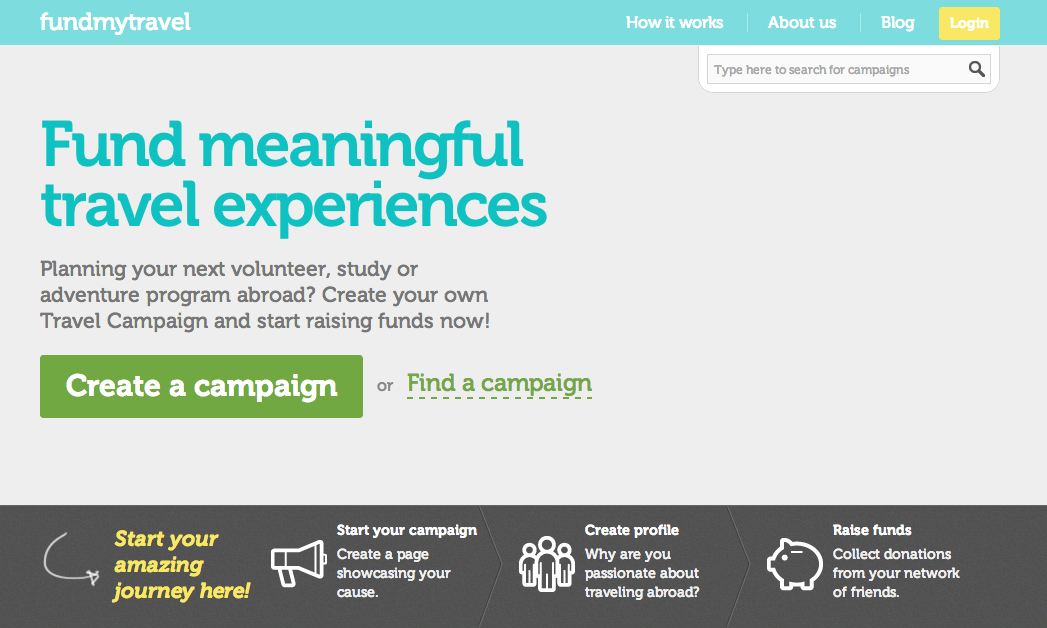 fundmytravel
How it works
About us
Blog
Login
Type here to search for campaigns
Fund meaningful
travel experiences
Planning your next volunteer, study or
adventure program abroad? Create your own
Travel Campaign and start raising funds now!
Create a campaign
or
Find a campaign
Start your
amazing
journey here!
Start your campaign
Create a page
showcasing your
cause.
Create profile
Why are you
passionate about
traveling abroad?
Raise funds
Collect donations
from your network
of friends.